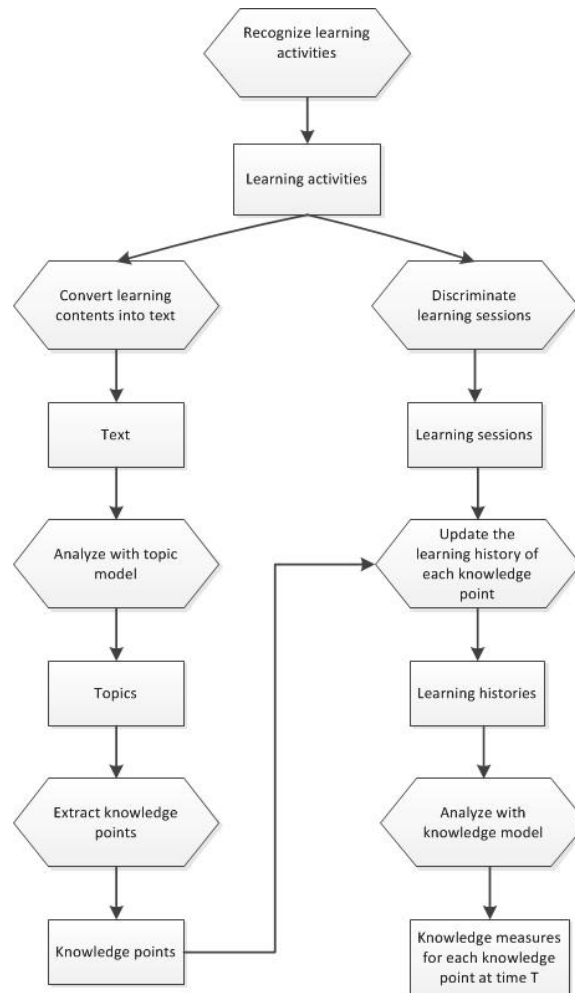 Recognize learning
activities
Learning activities
Convert learning
contents into text
Discriminate
learning sessions
Text
Learning sessions
Analyze with topic
model
Update the
learning history of
each knowledge
point
Topics
Learning histories
Extract knowledge
points
Analyze with
knowledge model
Knowledge points
Knowledge measures
for each knowledge
point at time T